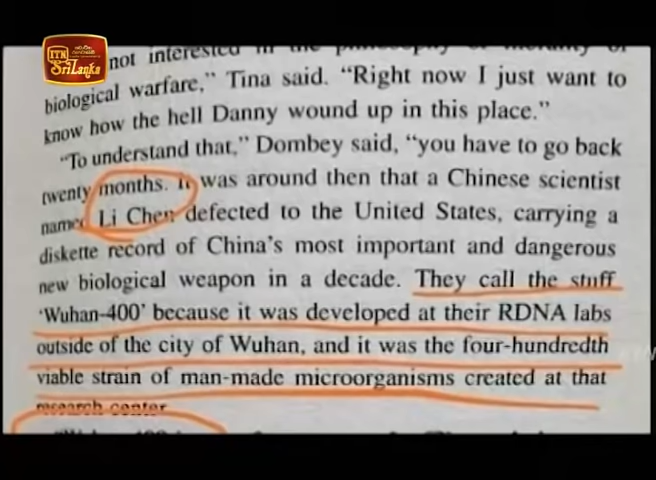 ITN
SriLanka
not interested in the philosophy or morality of
biological warfare,” Tina said. “Right now I just want to
know how the hell Danny wound up in this place.”
“To understand that,” Dombey said, “you have to go back
twenty months. It was around then that a Chinese scientist
named Li Chen defected to the United States, carrying a
diskette record of China’s most important and dangerous
new biological weapon in a decade. They call the stuff
‘Wuhan-400’ because it was developed at their RDNA labs
outside of the city of Wuhan, and it was the four-hundredth
viable strain of man-made microorganisms created at that
research center.
ITN